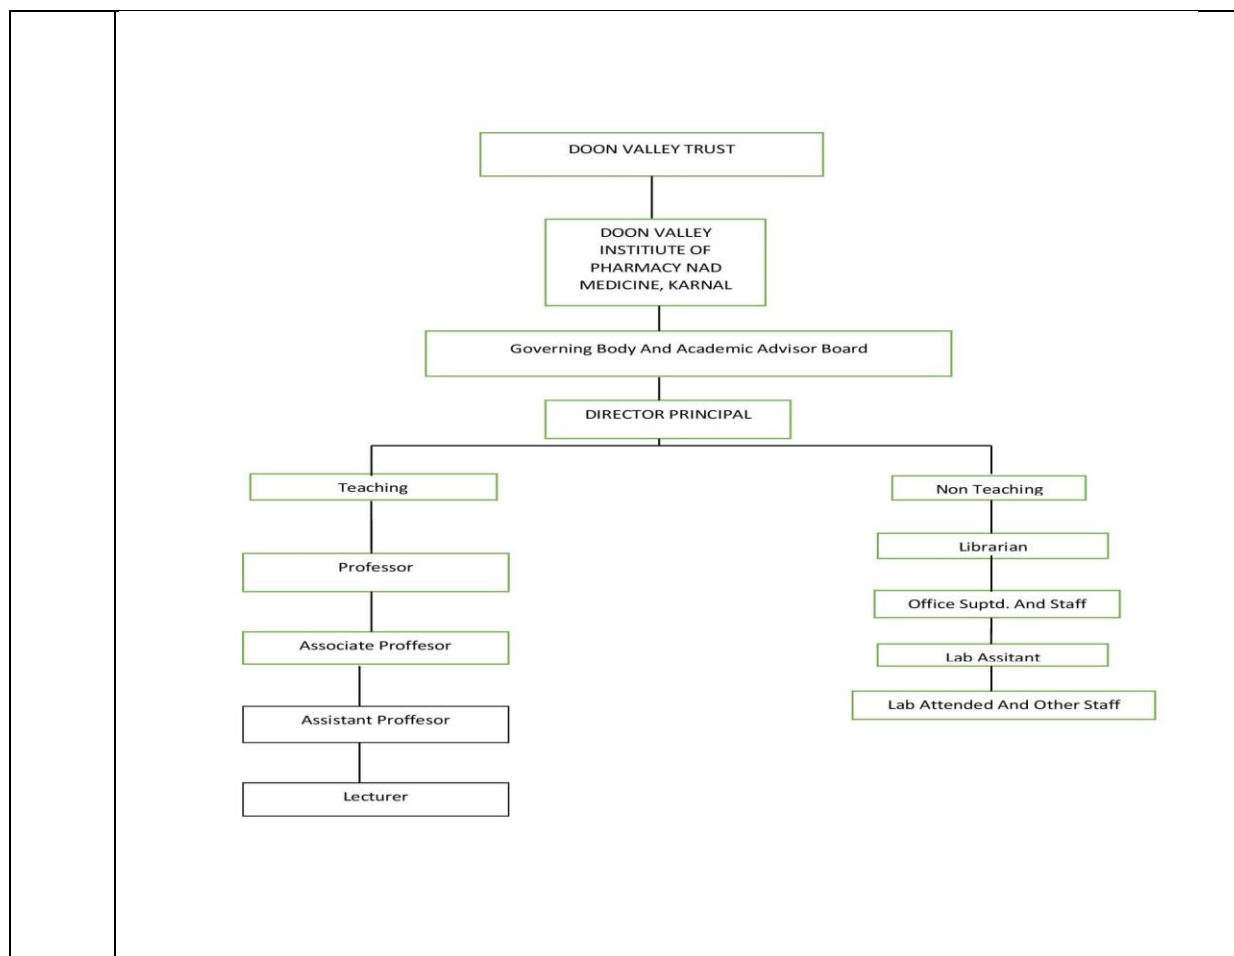 DOON VALLEY TRUST
DOON VALLEY
INSTITIUTE OF
PHARMACY NAD
MEDICINE, KARNAL
Governing Body And Academic Advisor Board
DIRECTOR PRINCIPAL
Teaching
Non Teaching
Professor
Librarian
Associate Proffesor
Office Suptd. And Staff
Assistant Proffesor
Lab Assitant
Lecturer
Lab Attended And Other Staff